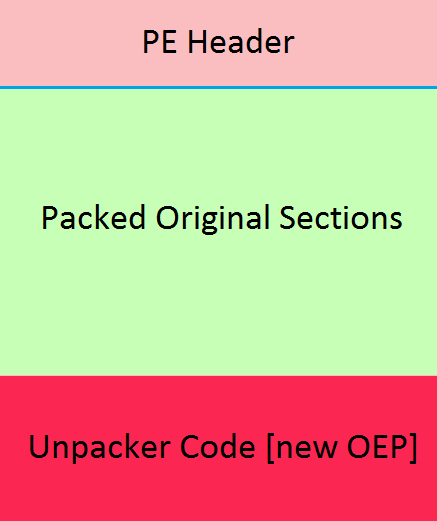 PE Header
Packed Original Sections
Unpacker Code [new OEP]